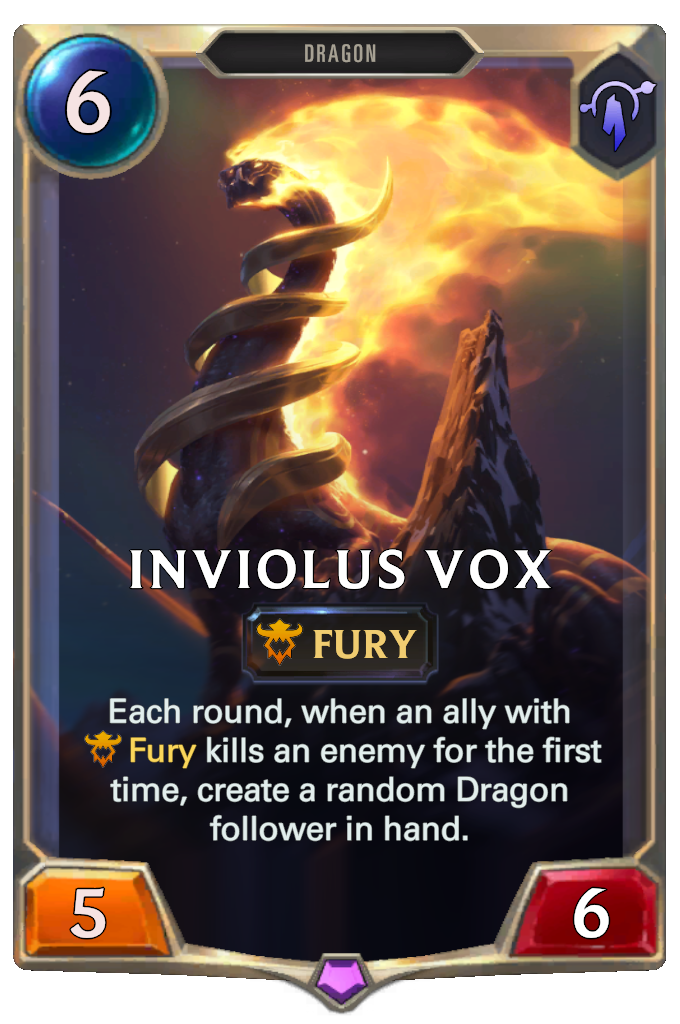 6
DRAGON
INVIOLUS VOX
FURY
Each round, when an ally with
Fury kills an enemy for the first
time, create a random Dragon
follower in hand.
5
6